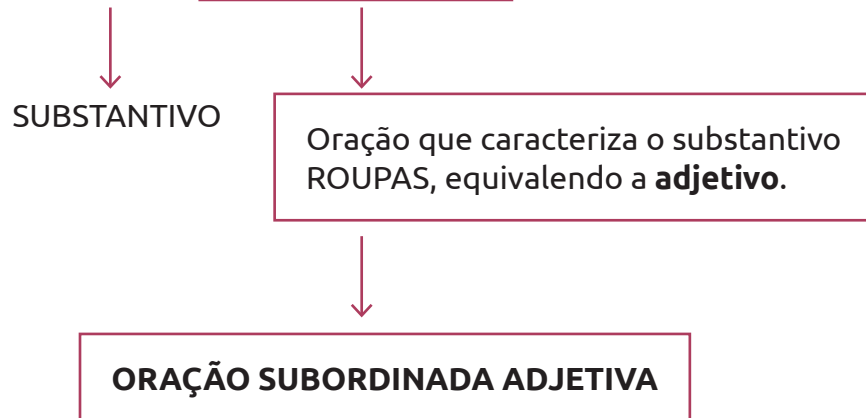 SUBSTANTIVO
Oração que caracteriza o substantivo
ROUPAS, equivalendo a adjetivo.
ORAÇÃO SUBORDINADA ADJETIVA